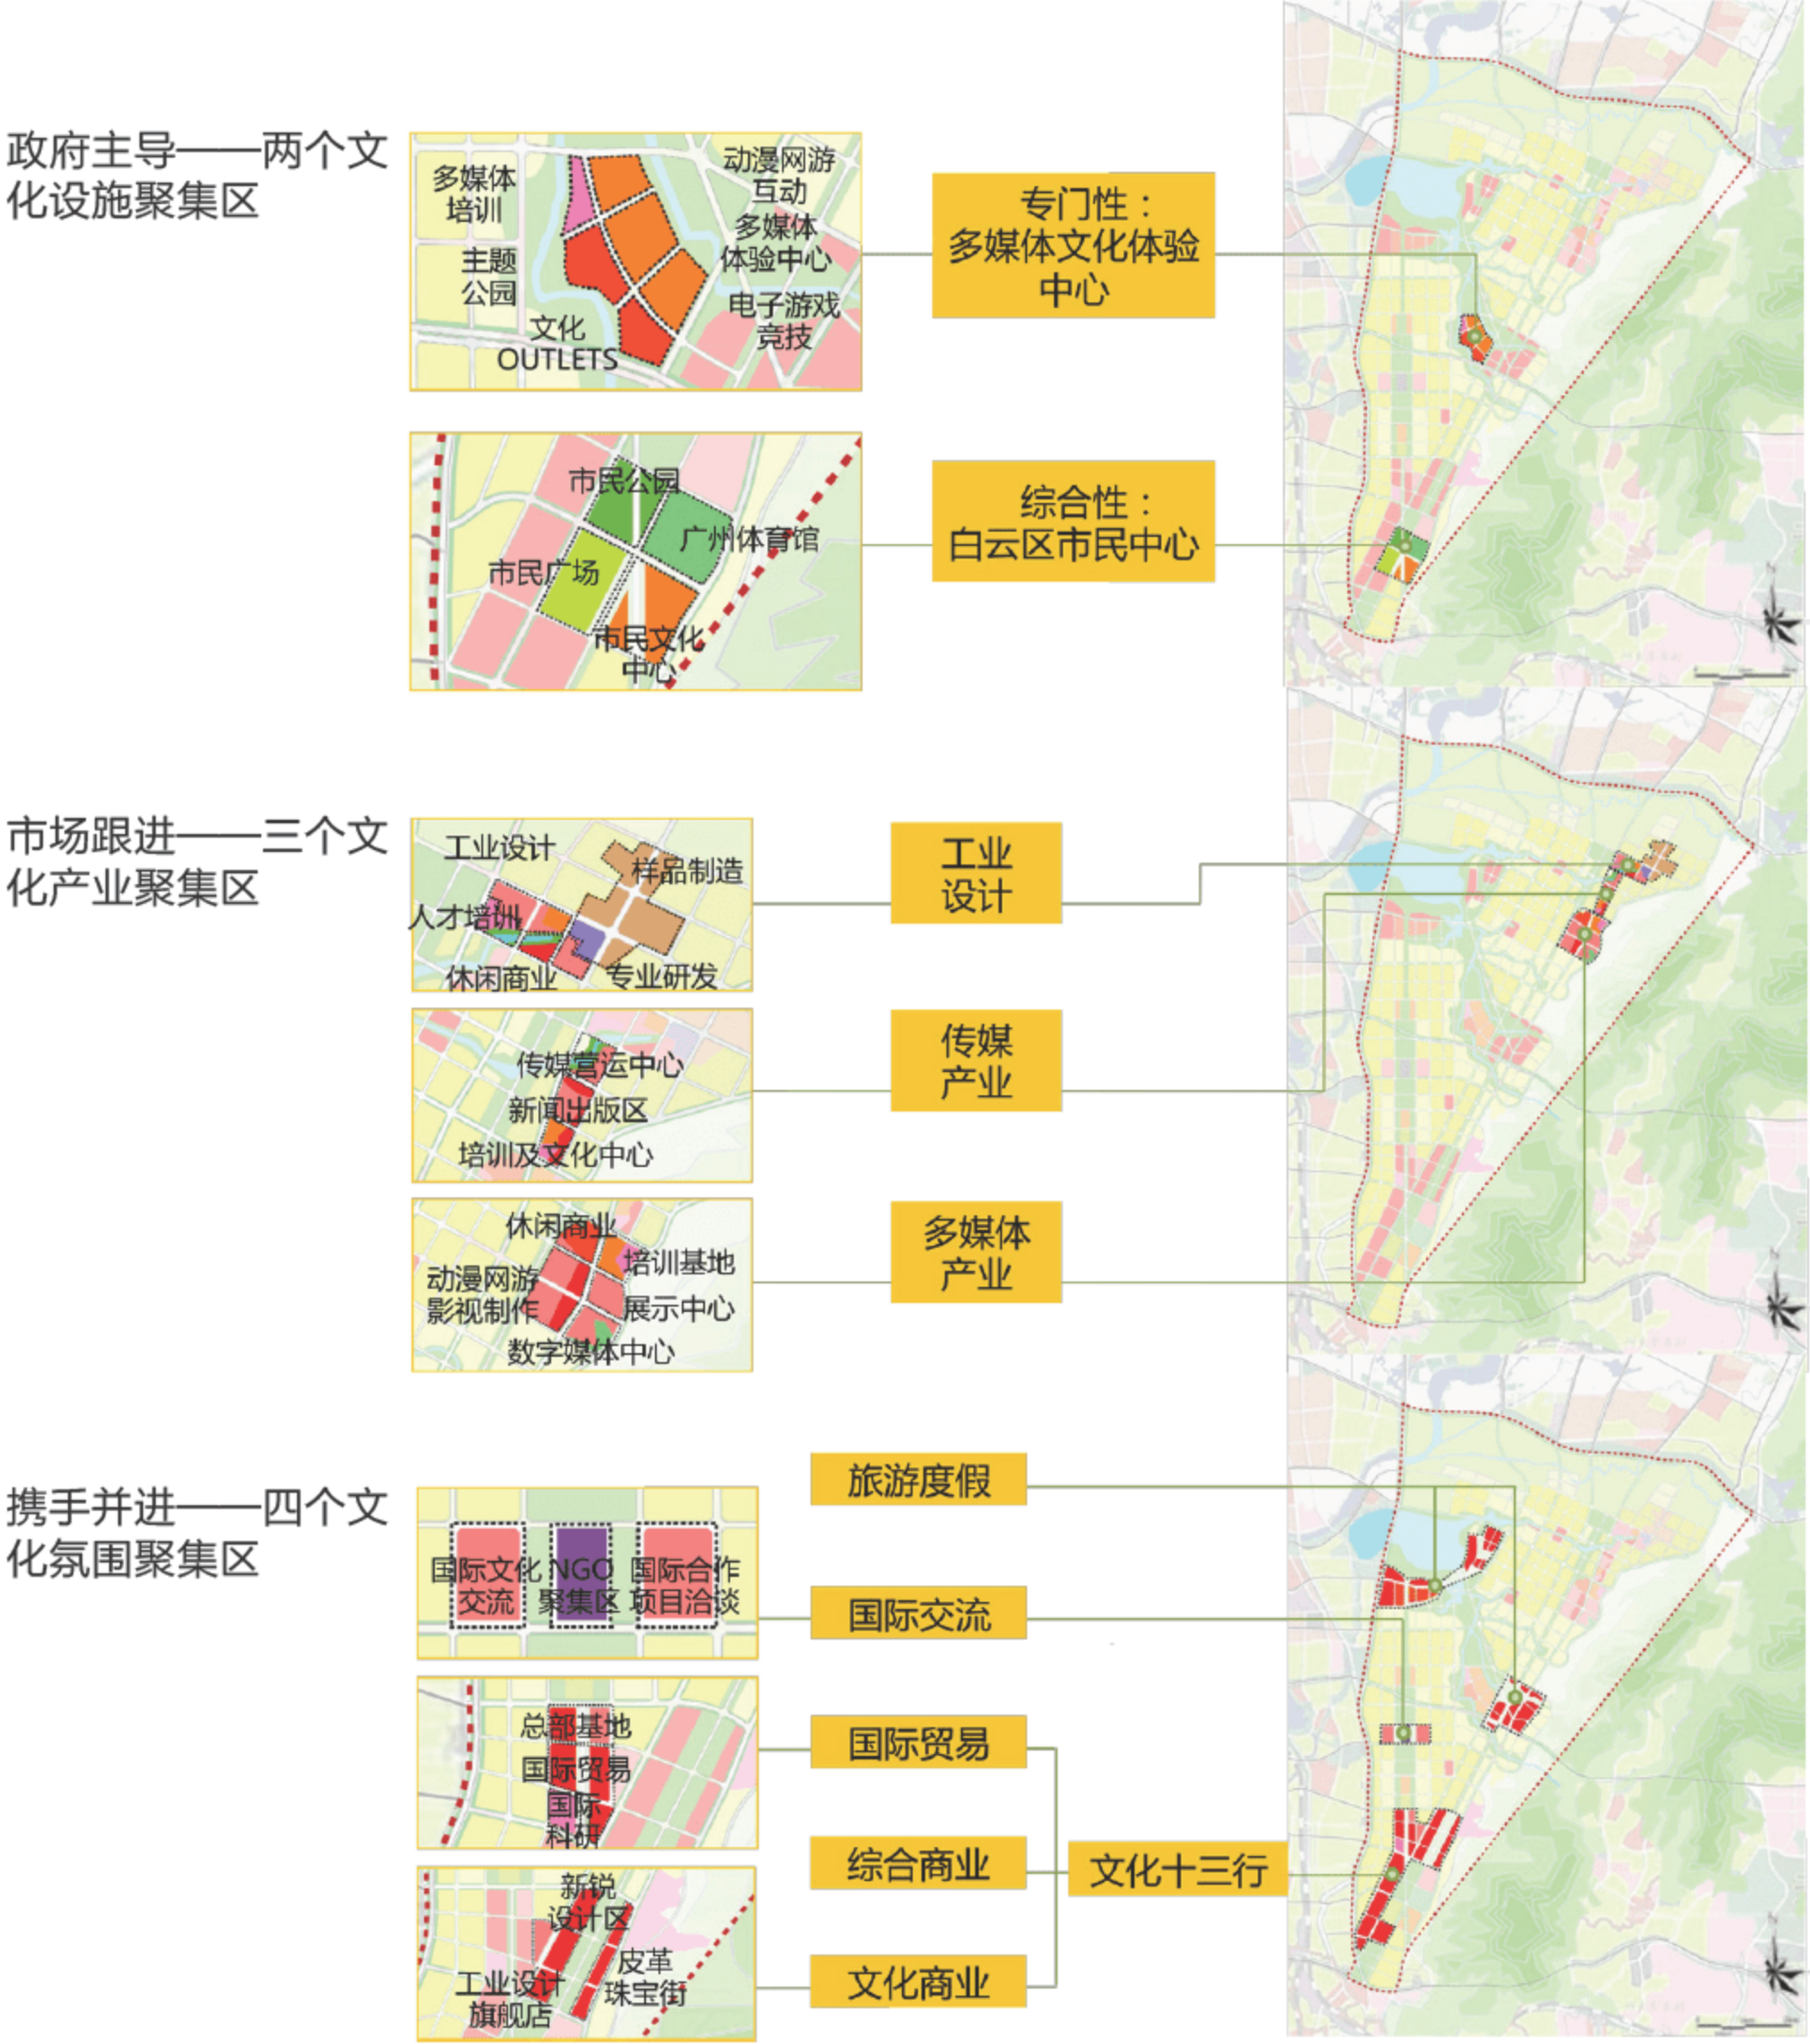 政府主导——两个文
化设施聚集区
多媒体
培训
主题
公园
文化
OUTLETS
动漫网游
互动
多媒体
体验中心
电子游戏
竞技
专门性：
多媒体文化体验
中心
市民公园
广州体育馆
市民广场
市民文化
中心
综合性：
白云区市民中心
市场跟进——三个文
化产业聚集区
工业设计
样品制造
人才培训
休闲商业
专业研发
工业
设计
传媒营运中心
新闻出版区
培训及文化中心
传媒
产业
休闲商业
培训基地
动漫网游
影视制作
展示中心
数字媒体中心
多媒体
产业
携手并进——四个文
化氛围聚集区
旅游度假
国际文化
交流
NGO
聚集区
国际合作
项目洽谈
国际交流
总部基地
国际贸易
国际
科研
国际贸易
综合商业
文化十三行
新锐
设计区
皮革
珠宝街
工业设计
旗舰店
文化商业